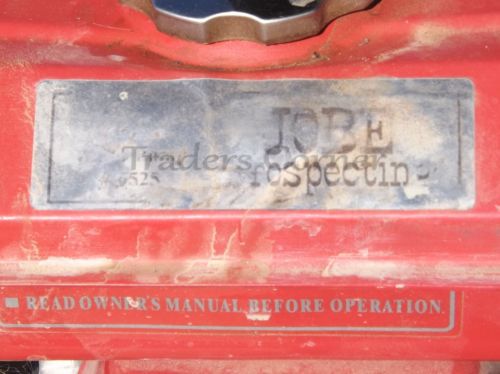 JOBE
Traders Corner
rospectin
READ OWNER'S MANUAL BEFORE OPERATION.